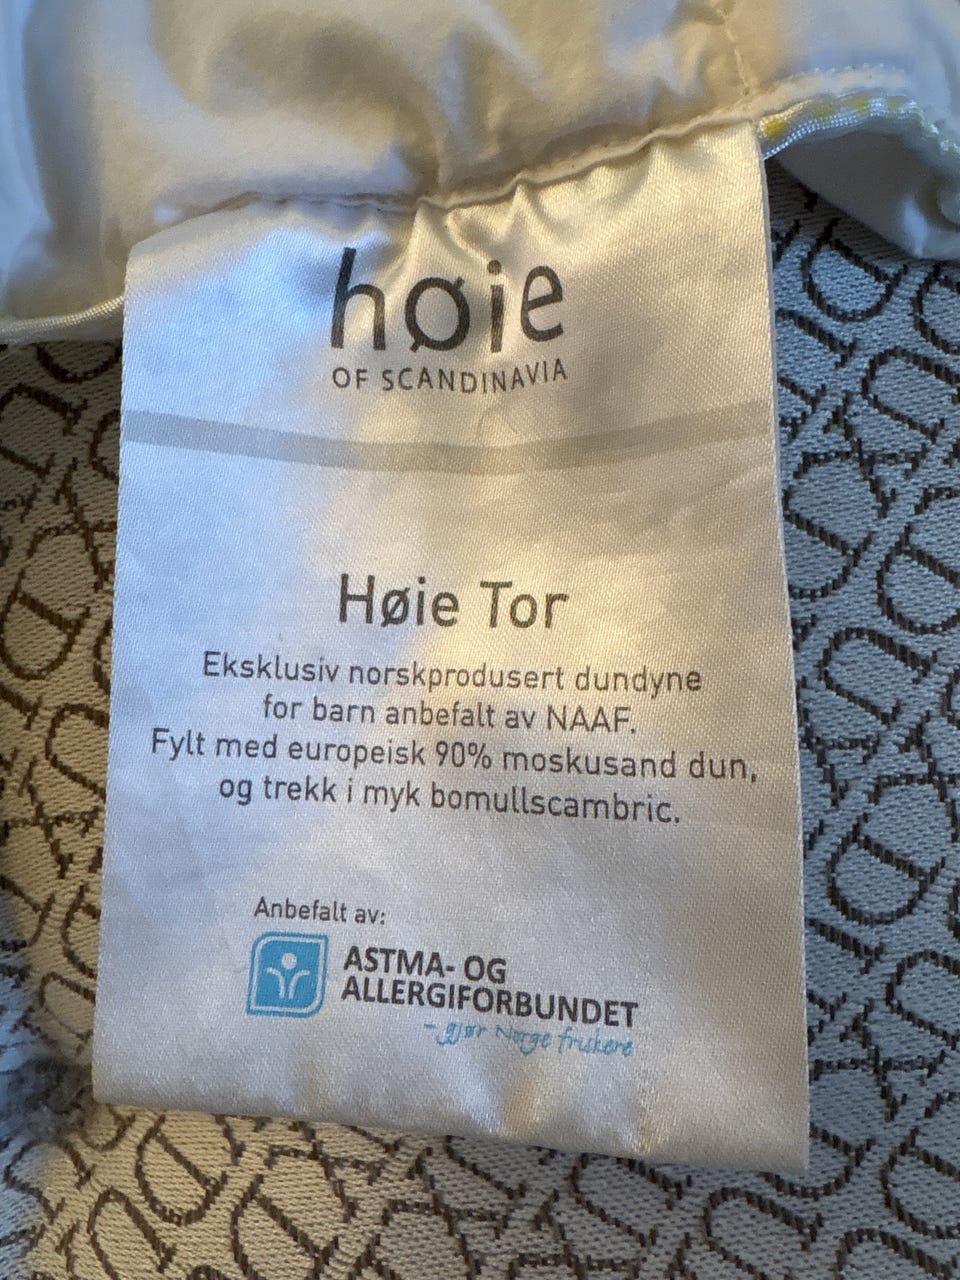 høie
OF SCANDINAVIA
Høie Tor
Eksklusiv norskprodusert dundyne
for barn anbefalt av NAAF.
Fylt med europeisk 90% moskusand dun,
og trekk i myk bomullscambric.
Anbefalt av:
ASTMA- OG
ALLERGIFORBUNDET
- gjør Norge friskere